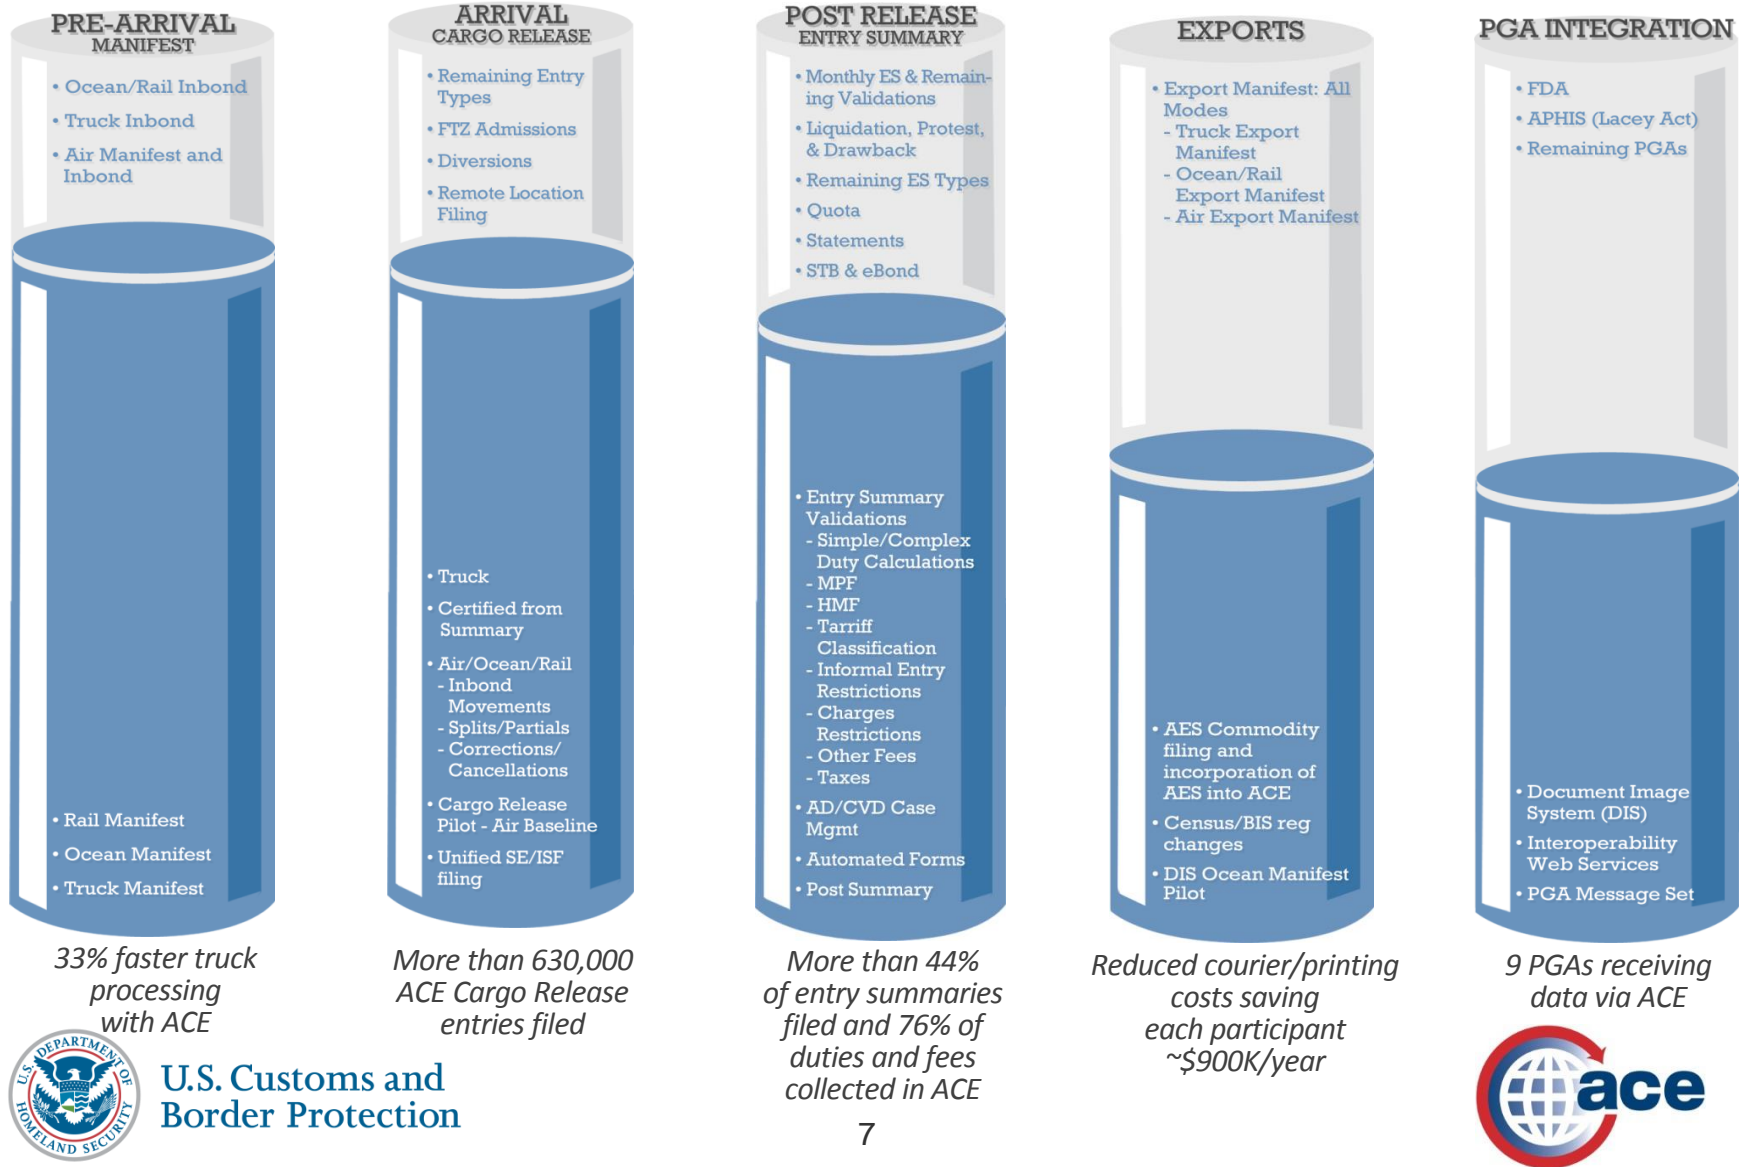 PRE-ARRIVAL
MANIFEST
• Ocean/Rail Inbond
• Truck Inbond
• Air Manifest and
Inbond
• Rail Manifest
• Ocean Manifest
• Truck Manifest
33% faster truck
processing
with ACE
ARRIVAL
CARGO RELEASE
• Remaining Entry
Types
• FTZ Admissions
• Diversions
• Remote Location
Filing
• Truck
• Certified from
Summary
• Air/Ocean/Rail
- Inbond
Movements
- Splits/Partials
- Corrections/
Cancellations
• Cargo Release
Pilot - Air Baseline
• Unified SE/ISF
filing
More than 630,000
ACE Cargo Release
entries filed
POST RELEASE
ENTRY SUMMARY
• Monthly ES & Remain-
ing Validations
• Liquidation, Protest,
& Drawback
• Remaining ES Types
• Quota
• Statements
• STB & eBond
• Entry Summary
Validations
- Simple/Complex
Duty Calculations
- MPF
- HMF
- Tarriff
Classification
- Informal Entry
Restrictions
- Charges
Restrictions
- Other Fees
- Taxes
• AD/CVD Case
Mgmt
• Automated Forms
• Post Summary
More than 44%
of entry summaries
filed and 76% of
duties and fees
collected in ACE
EXPORTS
• Export Manifest: All
Modes
- Truck Export
Manifest
- Ocean/Rail
Export Manifest
- Air Export Manifest
• AES Commodity
filing and
incorporation of
AES into ACE
• Census/BIS reg
changes
• DIS Ocean Manifest
Pilot
Reduced courier/printing
costs saving
each participant
~$900K/year
PGA INTEGRATION
• FDA
• APHIS (Lacey Act)
• Remaining PGAs
• Document Image
System (DIS)
• Interoperability
Web Services
• PGA Message Set
9 PGAs receiving
data via ACE
U.S. DEPARTMENT OF
HOMELAND SECURITY
U.S. Customs and
Border Protection
7
ace